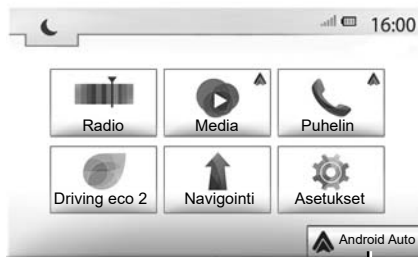 16:00
Radio
Media
Puhelin
Driving eco 2
Navigointi
Asetukset
Android Auto